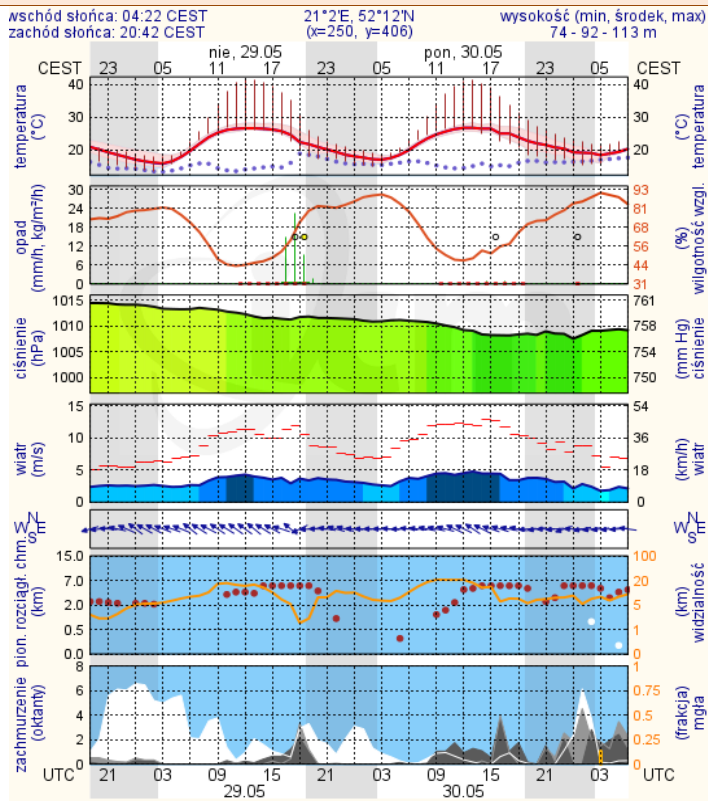 wschód słońca: 04:22 CEST 21°2'E, 52°12'N wysokość (min, środek, max)
zachód słońca: 20:42 CEST (x=250, y=406) 74 - 92 - 113 m
nie, 29.05 pon, 30.05
CEST 23 05 11 17 23 05 11 17 23 05 CEST
temperatura (°C)
40 40
30 30
20 20
temperatura (°C)
opad (mm/h, kg/m²/h)
30 93
24 81
18 68
12 56
6 44
0 31
wilgotność wzgl. (%)
ciśnienie (hPa)
1015 761
1010 758
1005 754
1000 750
ciśnienie (mm Hg)
wiatr (m/s)
15 54
10 36
5 18
0 0
wiatr (km/h)
N N
W E W E
S S
pion. rozciągł. chm. (km)
15.0 100
7.0 20
2.0 5
0.5 1
0.0 0
widzialność (km)
zachmurzenie (oktanty)
8 1
6 0.75
4 0.5
2 0.25
0 0
mgła (frakcja)
UTC 21 03 09 15 21 03 09 15 21 03 UTC
29.05 30.05